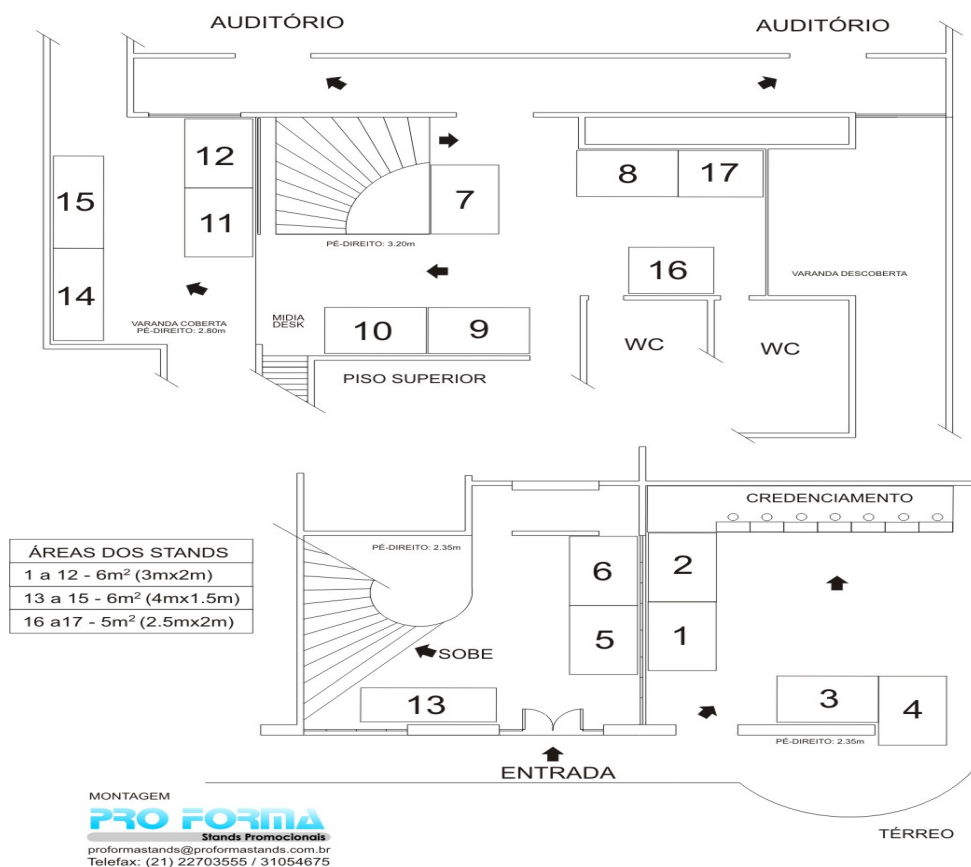 AUDITÓRIO
AUDITÓRIO
12
11
15
14
7
8
17
16
PÉ-DIREITO: 3.20m
VARANDA DESCOBERTA
VARANDA COBERTA
PÉ-DIREITO: 2.80m
MIDIA
DESK
10
9
WC
WC
PISO SUPERIOR
CREDENCIAMENTO
PÉ-DIREITO: 2.35m
6
5
2
1
SOBE
13
3
4
PÉ-DIREITO: 2.35m
ENTRADA
TÉRREO
ÁREAS DOS STANDS
1 a 12 - 6m² (3mx2m)
13 a 15 - 6m² (4mx1.5m)
16 a17 - 5m² (2.5mx2m)
MONTAGEM
PRO FORMA
Stands Promocionais
proformastands@proformastands.com.br
Telefax: (21) 22703555 / 31054675